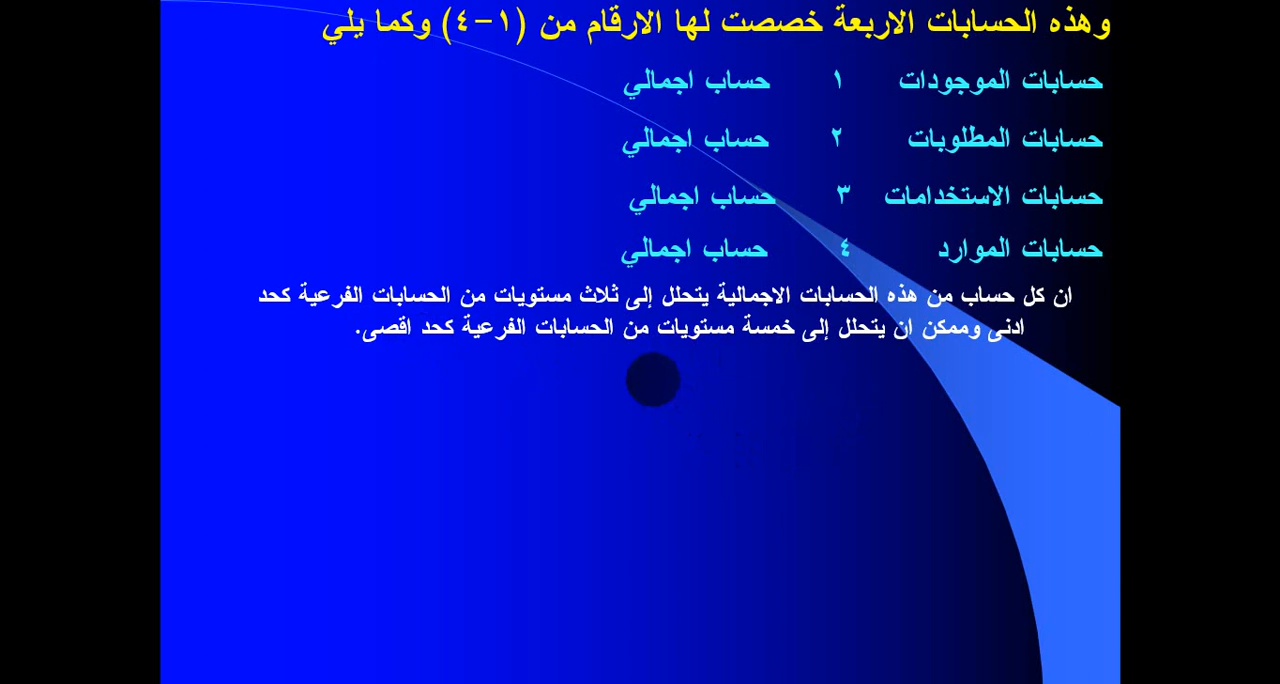 وهذه الحسابات الاربعة خصصت لها الارقام من (١-٤) وكما يلي
حسابات الموجودات ١ حساب اجمالي
حسابات المطلوبات ٢ حساب اجمالي
حسابات الاستخدامات ٣ حساب اجمالي
حسابات الموارد ٤ حساب اجمالي
ان كل حساب من هذه الحسابات الاجمالية يتحلل إلى ثلاث مستويات من الحسابات الفرعية كحد
ادنى وممكن ان يتحلل إلى خمسة مستويات من الحسابات الفرعية كحد اقصى.